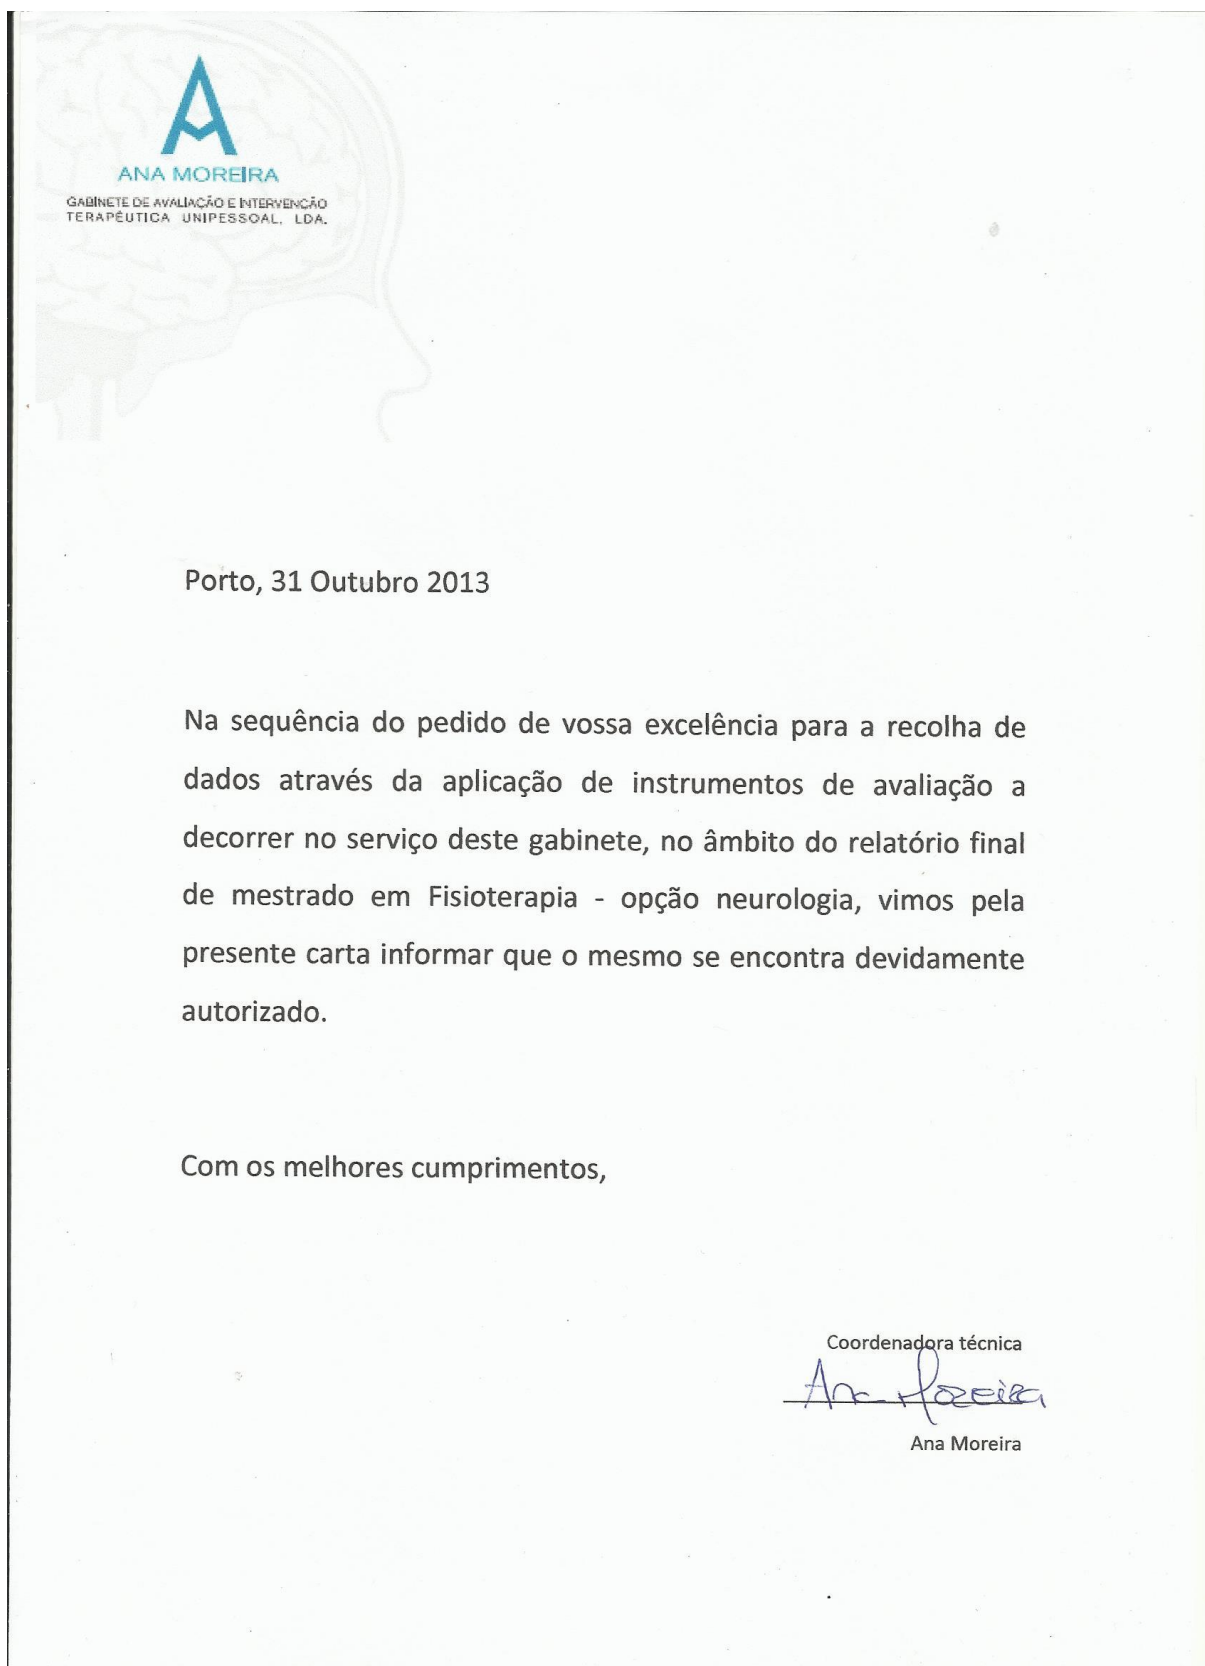 ANA MOREIRA
GABINETE DE AVALIAÇÃO E INTERVENÇÃO
TERAPÊUTICA UNIPESSOAL, LDA.
Porto, 31 Outubro 2013
Na sequência do pedido de vossa excelência para a recolha de
dados através da aplicação de instrumentos de avaliação a
decorrer no serviço deste gabinete, no âmbito do relatório final
de mestrado em Fisioterapia - opção neurologia, vimos pela
presente carta informar que o mesmo se encontra devidamente
autorizado.
Com os melhores cumprimentos,
Coordenadora técnica
Ana Moreira
Ana Moreira